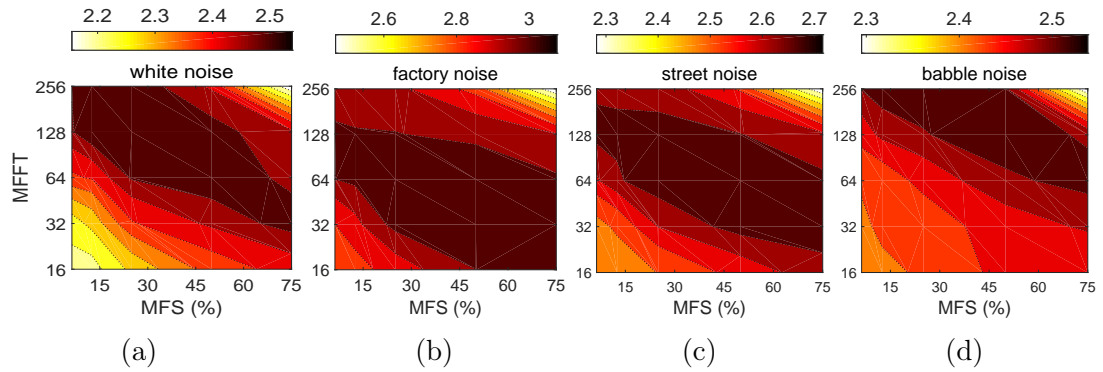 2.2 2.3 2.4 2.5
white noise
256
128
64
32
16
MFFT
15 30 45 60 75
MFS (%)
(a)
2.6 2.8 3
factory noise
256
128
64
32
16
15 30 45 60 75
MFS (%)
(b)
2.3 2.4 2.5 2.6 2.7
street noise
256
128
64
32
16
15 30 45 60 75
MFS (%)
(c)
2.3 2.4 2.5
babble noise
256
128
64
32
16
15 30 45 60 75
MFS (%)
(d)